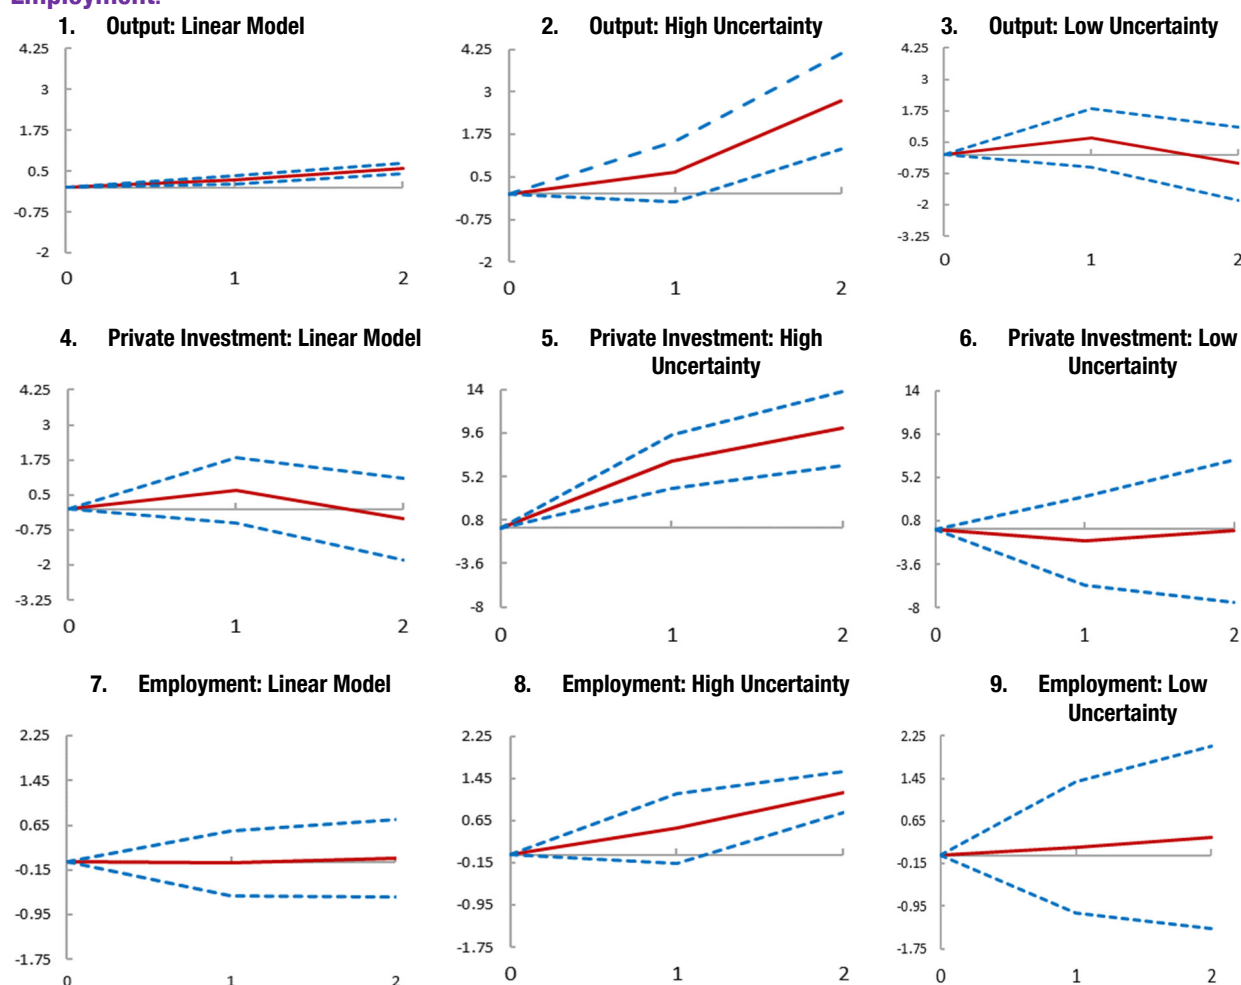 Employment.
1. Output: Linear Model
2. Output: High Uncertainty
3. Output: Low Uncertainty
4.25
3
1.75
0.5
-0.75
-2
0 1 2
4.25
3
1.75
0.5
-0.75
-2
0 1 2
4.25
3
1.75
0.5
-0.75
-2
-3.25
0 1 2
4. Private Investment: Linear Model
5. Private Investment: High
Uncertainty
6. Private Investment: Low
Uncertainty
4.25
3
1.75
0.5
-0.75
-2
-3.25
0 1 2
14
9.6
5.2
0.8
-3.6
-8
0 1 2
14
9.6
5.2
0.8
-3.6
-8
0 1 2
7. Employment: Linear Model
8. Employment: High Uncertainty
9. Employment: Low
Uncertainty
2.25
1.45
0.65
-0.15
-0.95
-1.75
0 1 2
2.25
1.45
0.65
-0.15
-0.95
-1.75
0 1 2
2.25
1.45
0.65
-0.15
-0.95
-1.75
0 1 2